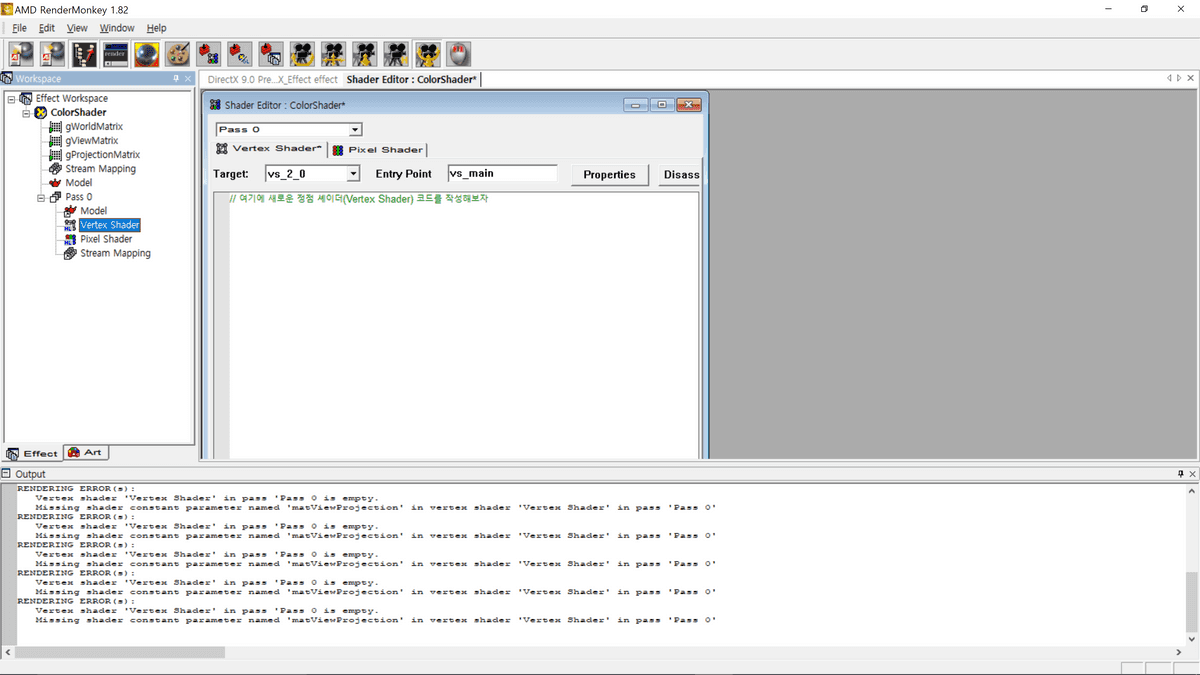 AMD RenderMonkey 1.82
File Edit View Window Help
Workspace
DirectX 9.0 Pre...X_Effect effect Shader Editor : ColorShader*
Effect Workspace
ColorShader
gWorldMatrix
gViewMatrix
gProjectionMatrix
Stream Mapping
Model
Pass 0
Model
Vertex Shader
Pixel Shader
Stream Mapping
Effect Art
Shader Editor : ColorShader*
Pass 0
Vertex Shader* Pixel Shader
Target: vs_2_0 Entry Point vs_main Properties Disass
// 여기에 새로운 정점 셰이더(Vertex Shader) 코드를 작성해보자
Output
RENDERING ERROR(s):
Vertex shader 'Vertex Shader' in pass 'Pass 0 is empty.
Missing shader constant parameter named 'matViewProjection' in vertex shader 'Vertex Shader' in pass 'Pass 0'
RENDERING ERROR(s):
Vertex shader 'Vertex Shader' in pass 'Pass 0 is empty.
Missing shader constant parameter named 'matViewProjection' in vertex shader 'Vertex Shader' in pass 'Pass 0'
RENDERING ERROR(s):
Vertex shader 'Vertex Shader' in pass 'Pass 0 is empty.
Missing shader constant parameter named 'matViewProjection' in vertex shader 'Vertex Shader' in pass 'Pass 0'
RENDERING ERROR(s):
Vertex shader 'Vertex Shader' in pass 'Pass 0 is empty.
Missing shader constant parameter named 'matViewProjection' in vertex shader 'Vertex Shader' in pass 'Pass 0'
RENDERING ERROR(s):
Vertex shader 'Vertex Shader' in pass 'Pass 0 is empty.
Missing shader constant parameter named 'matViewProjection' in vertex shader 'Vertex Shader' in pass 'Pass 0'